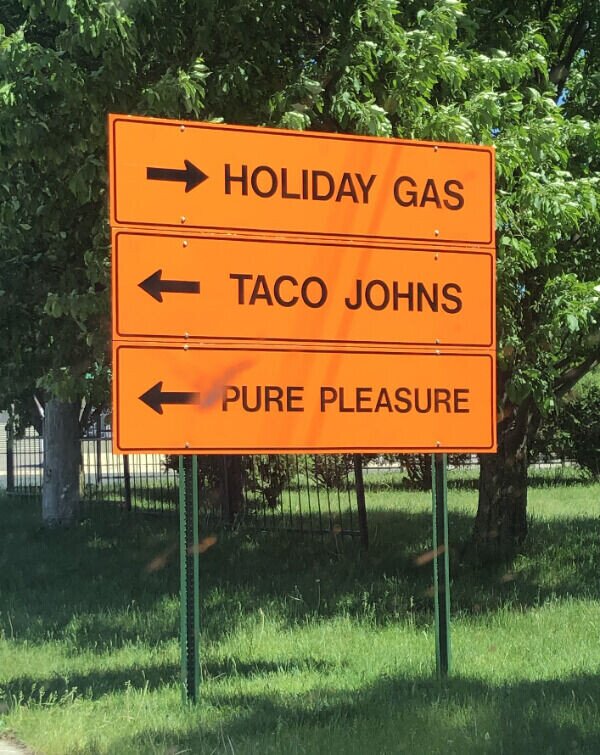 → HOLIDAY GAS
← TACO JOHNS
← PURE PLEASURE